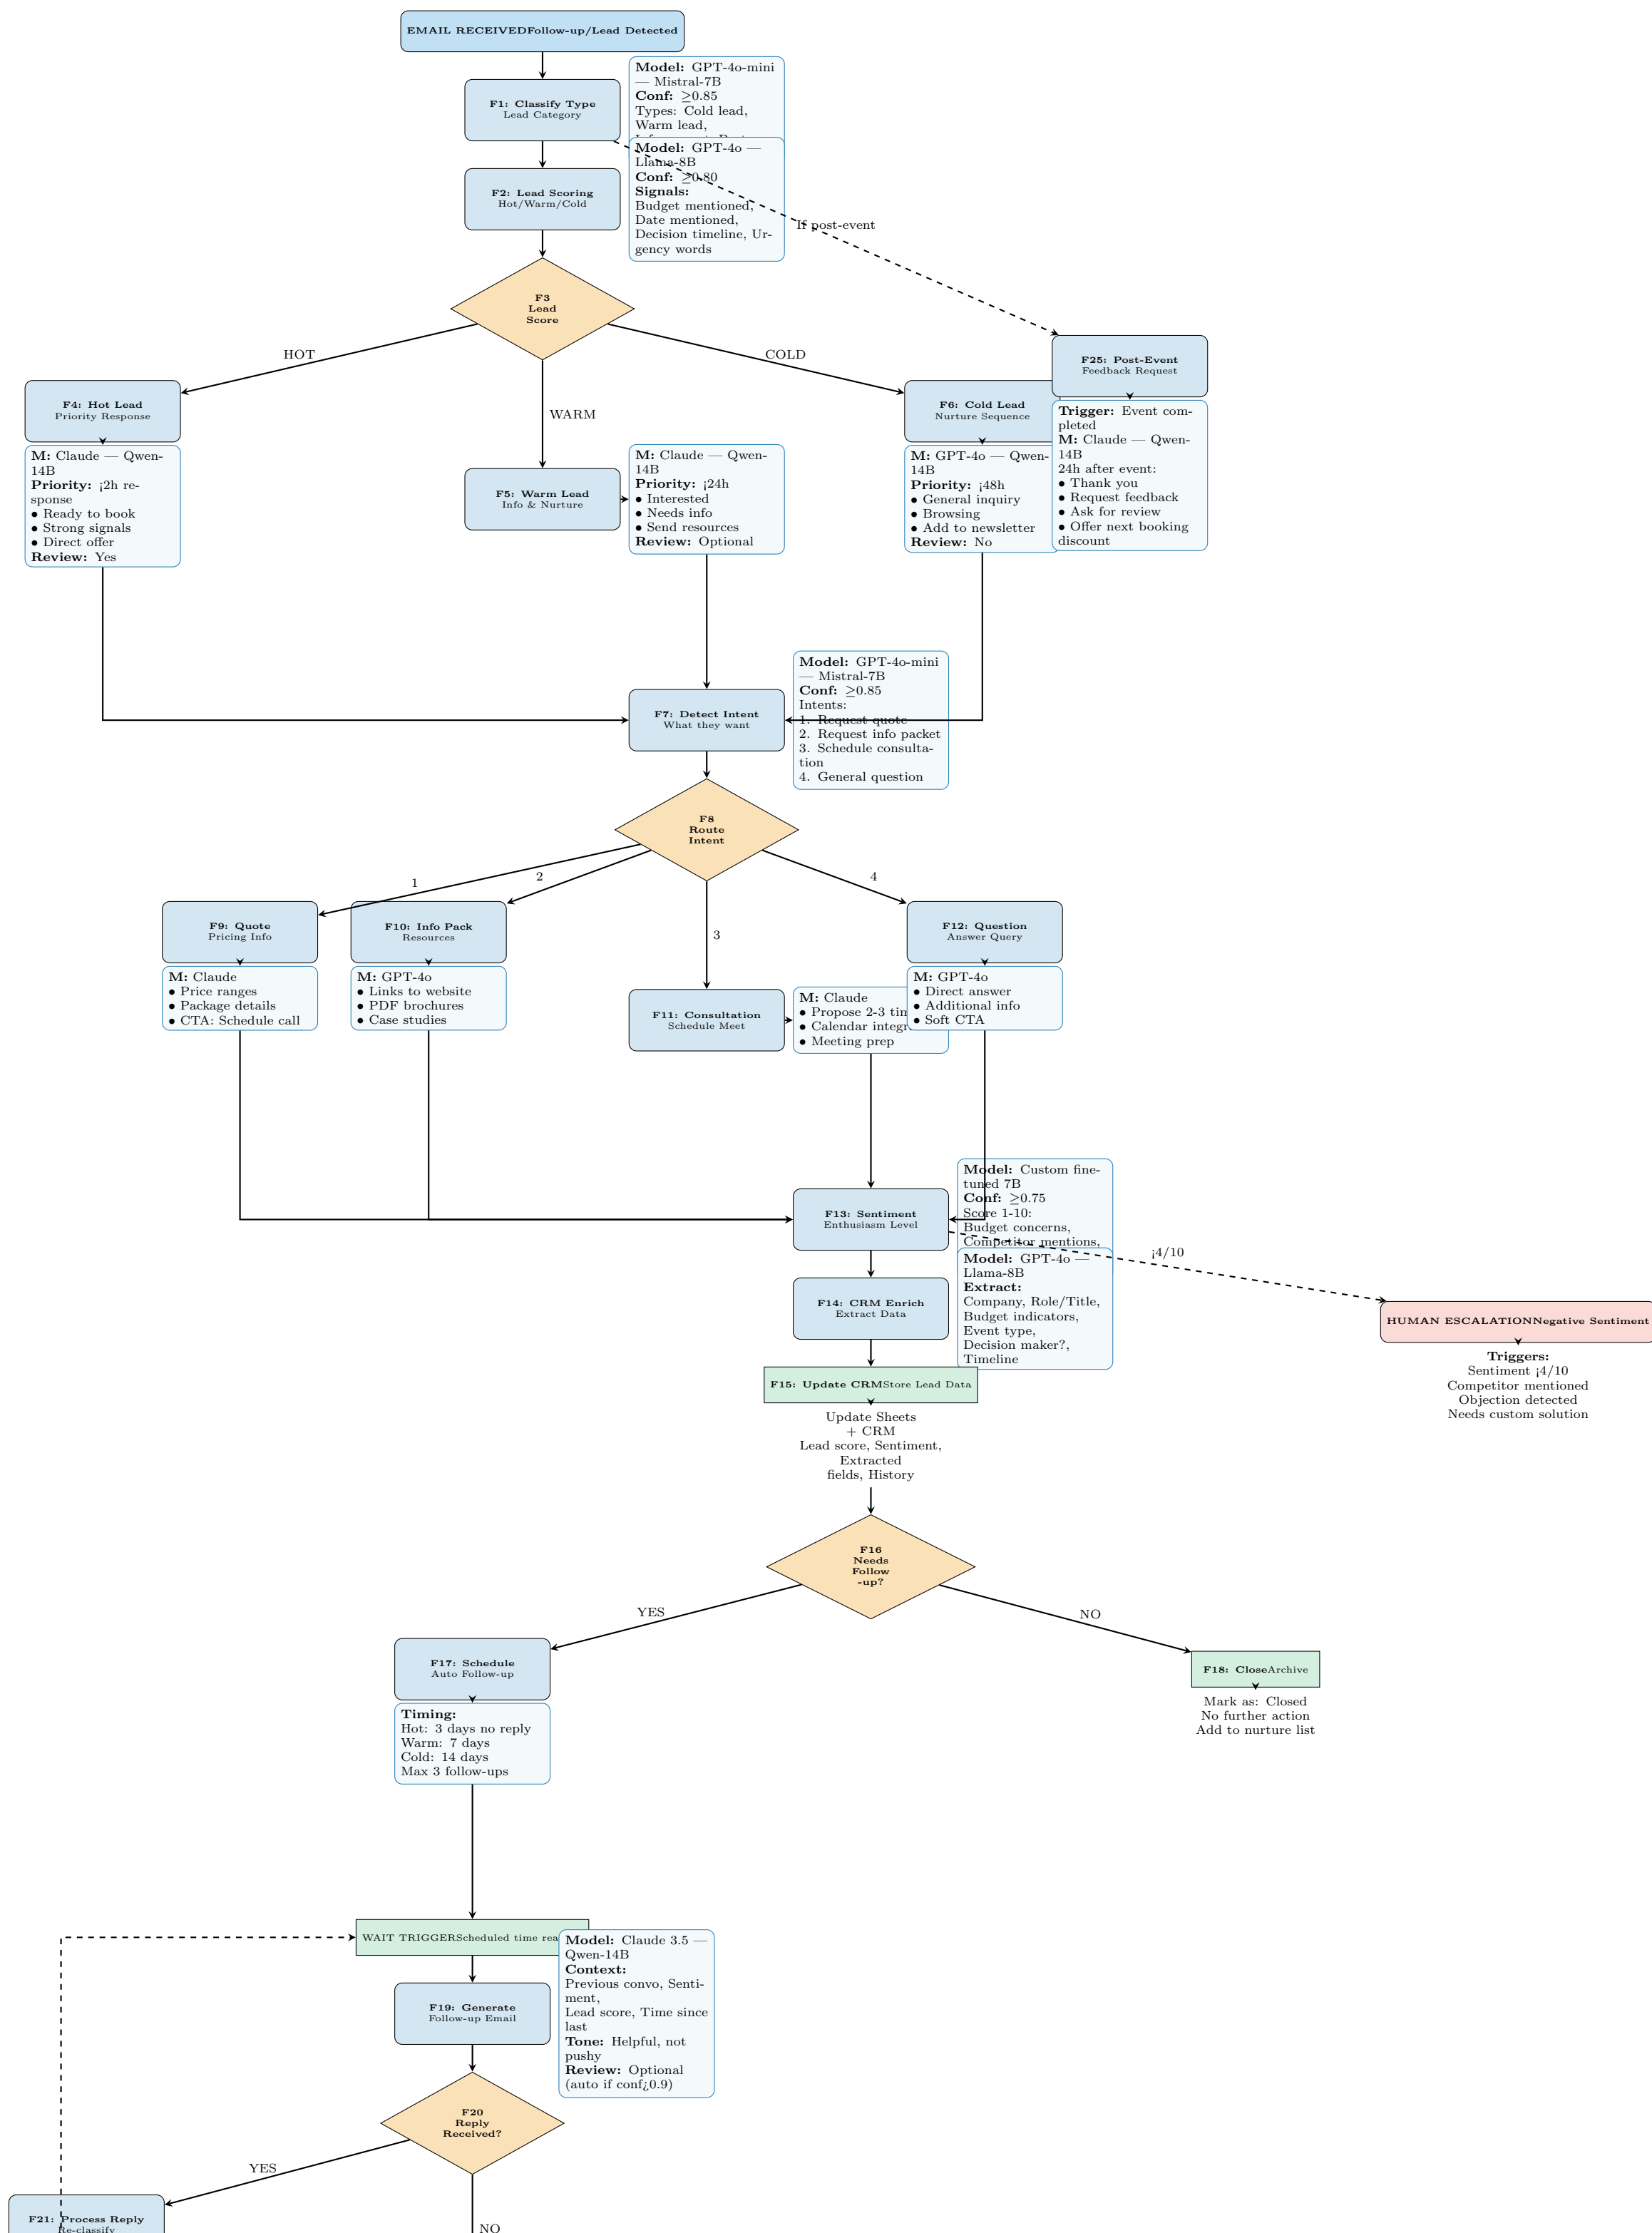 EMAIL RECEIVEDFollow-up/Lead Detected
F1: Classify Type
Lead Category
Model: GPT-4o-mini
— Mistral-7B
Conf: ≥0.85
Types: Cold lead,
Warm lead,
F2: Lead Scoring
Hot/Warm/Cold
Model: GPT-4o —
Llama-8B
Conf: ≥0.80
Signals:
Budget mentioned,
Date mentioned,
Decision timeline, Ur-
gency words
If post-event
F3
Lead
Score
HOT
WARM
COLD
F25: Post-Event
Feedback Request
Trigger: Event com-
pleted
M: Claude — Qwen-
14B
24h after event:
● Thank you
● Request feedback
● Ask for review
● Offer next booking
discount
F4: Hot Lead
Priority Response
M: Claude — Qwen-
14B
Priority: ¡2h re-
sponse
● Ready to book
● Strong signals
● Direct offer
Review: Yes
F5: Warm Lead
Info & Nurture
M: Claude — Qwen-
14B
Priority: ¡24h
● Interested
● Needs info
● Send resources
Review: Optional
F6: Cold Lead
Nurture Sequence
M: GPT-4o — Qwen-
14B
Priority: ¡48h
● General inquiry
● Browsing
● Add to newsletter
Review: No
F7: Detect Intent
What they want
Model: GPT-4o-mini
— Mistral-7B
Conf: ≥0.85
Intents:
1. Request quote
2. Request info packet
3. Schedule consulta-
tion
4. General question
F8
Route
Intent
1
2
3
4
F9: Quote
Pricing Info
M: Claude
● Price ranges
● Package details
● CTA: Schedule call
F10: Info Pack
Resources
M: GPT-4o
● Links to website
● PDF brochures
● Case studies
F11: Consultation
Schedule Meet
M: Claude
● Propose 2-3
● Calendar
● Meeting prep
F12: Question
Answer Query
M: GPT-4o
● Direct answer
● Additional info
● Soft CTA
F13: Sentiment
Enthusiasm Level
Model: Custom fine-
tuned 7B
Conf: ≥0.75
Score 1-10:
Budget concerns,
Competitor mentions,
¡4/10
F14: CRM Enrich
Extract Data
Model: GPT-4o —
Llama-8B
Extract:
Company, Role/Title,
Budget indicators,
Event type,
Decision maker?,
Timeline
HUMAN ESCALATIONNegative Sentiment
Triggers:
Sentiment ¡4/10
Competitor mentioned
Objection detected
Needs custom solution
F15: Update CRMStore Lead Data
Update Sheets
+ CRM
Lead score, Sentiment,
Extracted
fields, History
F16
Needs
Follow
-up?
YES
NO
F17: Schedule
Auto Follow-up
Timing:
Hot: 3 days no reply
Warm: 7 days
Cold: 14 days
Max 3 follow-ups
F18: CloseArchive
Mark as: Closed
No further action
Add to nurture list
WAIT TRIGGERScheduled time
F19: Generate
Follow-up Email
Model: Claude 3.5 —
Qwen-14B
Context:
Previous convo, Senti-
ment,
Lead score, Time since
last
Tone: Helpful, not
pushy
Review: Optional
(auto if conf¿0.9)
F20
Reply
Received?
YES
NO
F21: Process Reply
Re-classify